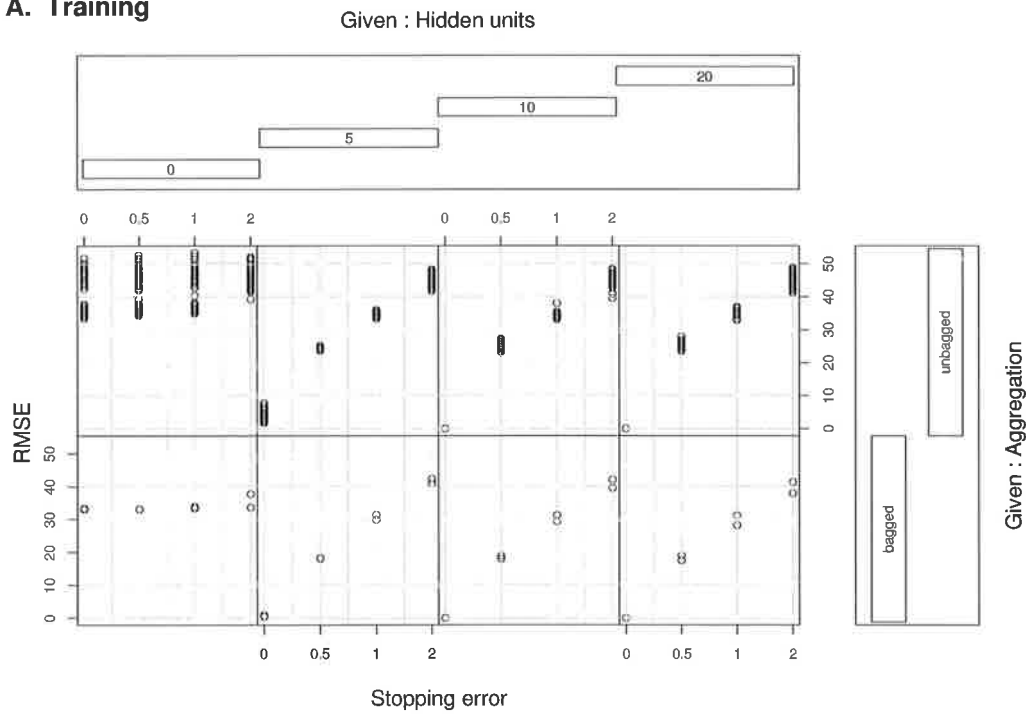 A. Training
Given : Hidden units
20
10
5
0
0 0.5 1 2 0 0.5 1 2
50
40
30
20
10
0
50
40
30
20
10
0
RMSE
unbagged
bagged
Given : Aggregation
0 0.5 1 2 0 0.5 1 2
Stopping error